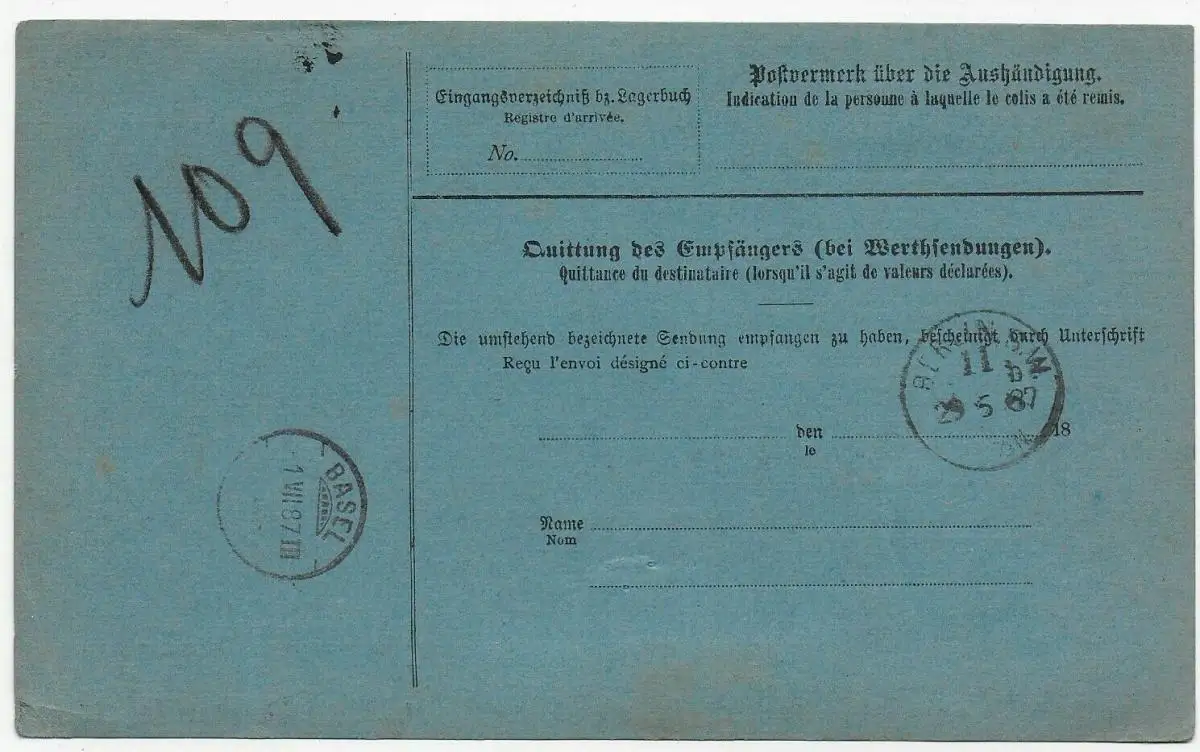 109
Eingangsverzeichniß bz. Lagerbuch
Registre d'arrivée.
No.
Postvermerk über die Aushändigung.
Indication de la personne à laquelle le colis a été remis.
Quittung des Empfängers (bei Werthsendungen).
Quittance du destinataire (lorsqu'il s'agit de valeurs déclarées).
Die umstehend bezeichnete Sendung empfangen zu haben, bescheinigt durch Unterschrift
Reçu l'envoi désigné ci-contre
BERLIN S.W.
11 b.
29 5 87
den 18
le
BASEL
1 VII 87 III
Name
Nom